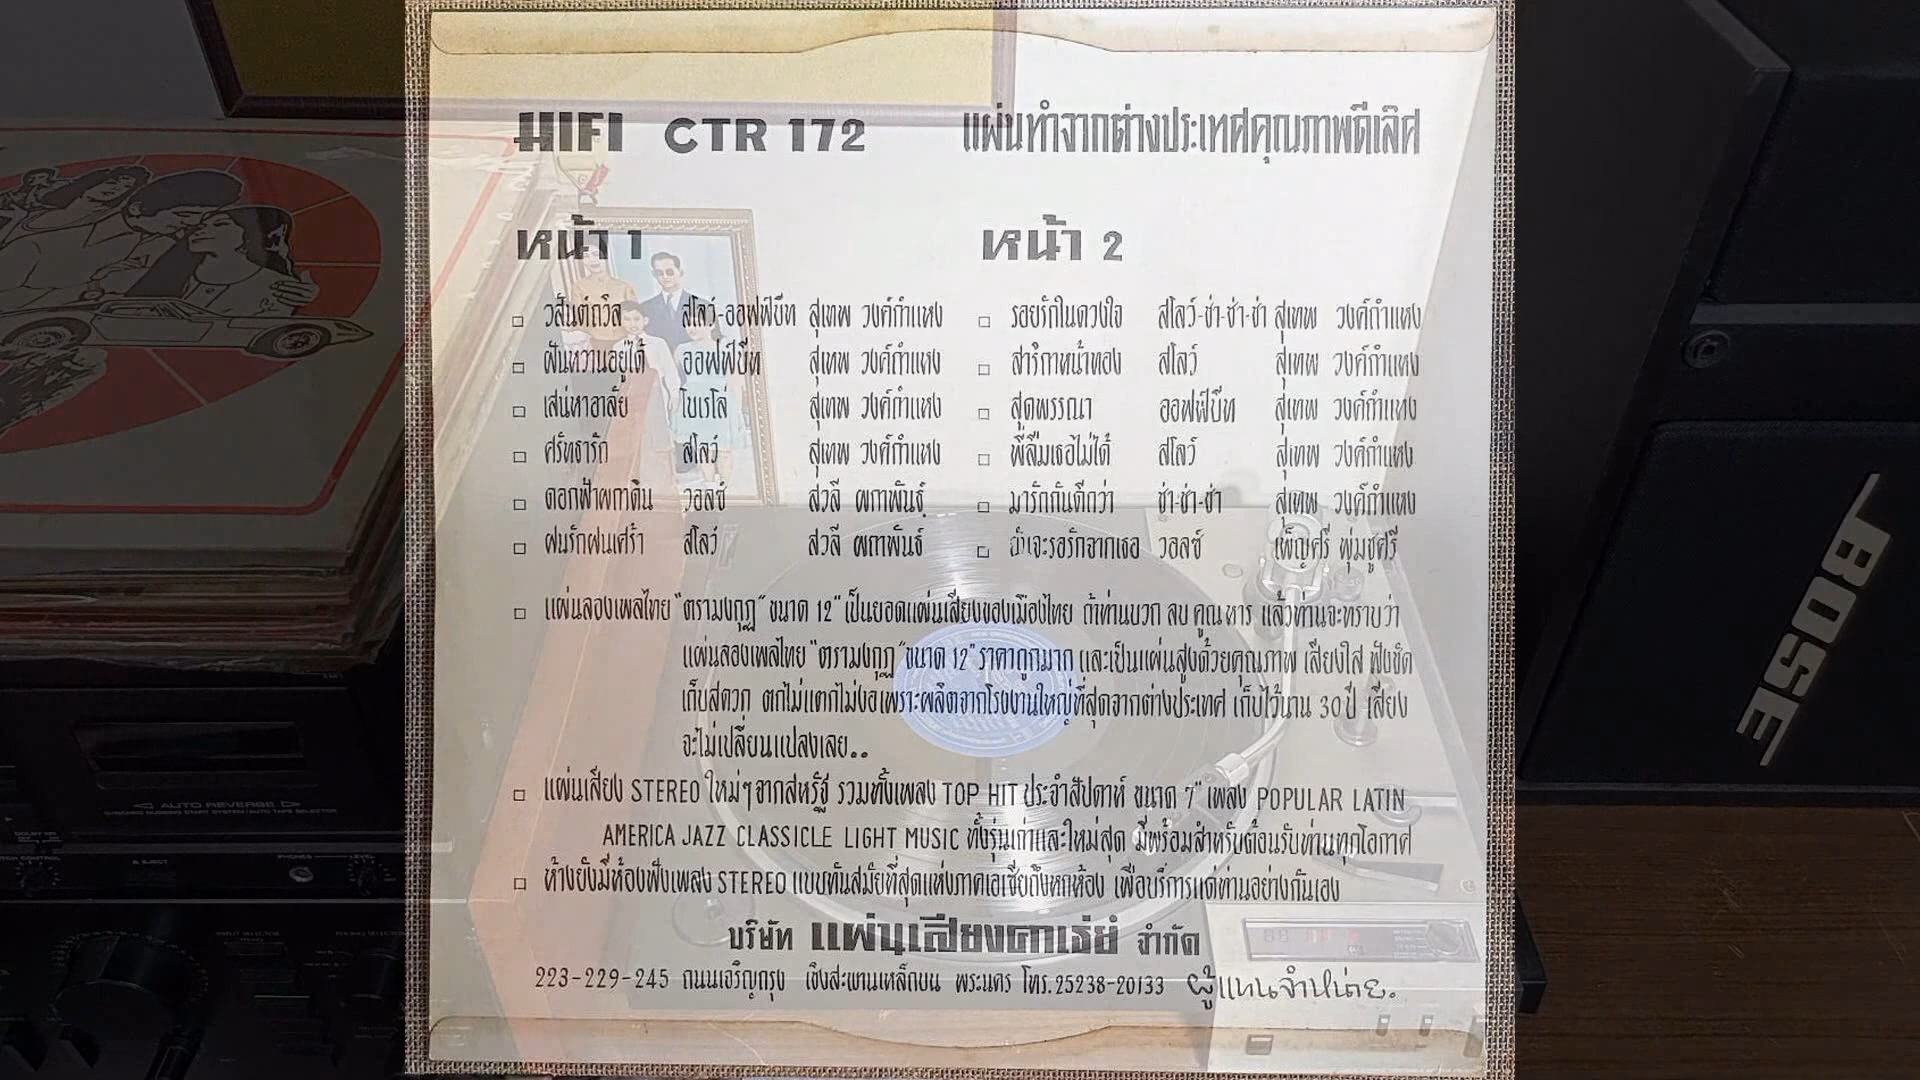 HIFI CTR 172 แผ่นทำจากต่างประเทศคุณภาพดีเลิศ
หน้า 1
หน้า 2
วสันต์ถวิล สโลว์-ออฟฟ์บีท สุเทพ วงศ์กำแหง
ฝันหวานอยู่ได้ ออฟฟ์บีท สุเทพ วงศ์กำแหง
เสน่หาอาลัย โบเรโล่ สุเทพ วงศ์กำแหง
ศรัทธารัก สโลว์ สุเทพ วงศ์กำแหง
ดอกฟ้าผกาดิน วอลซ์ สวลี ผกาพันธุ์
ฝนรักฝนเศร้า สโลว์ สวลี ผกาพันธ์
รอยรักในดวงใจ สโลว์-ช่า-ช่า-ช่า สุเทพ วงศ์กำแหง
สาริกาหน้าทอง สโลว์ สุเทพ วงศ์กำแหง
สุดพรรณา ออฟฟ์บีท สุเทพ วงศ์กำแหง
พี่ลืมเธอไม่ได้ สโลว์ สุเทพ วงศ์กำแหง
มารักกันดีกว่า ช่า-ช่า-ช่า สุเทพ วงศ์กำแหง
ฉันจะรอรักจากเธอ วอลซ์ เพ็ญศรี พุ่มชูศรี
แผ่นลองเพลไทย "ตรามงกุฎ" ขนาด 12" เป็นยอดแผ่นเสียงของเมืองไทย ถ้าท่านบวก ลบ คูณ หาร แล้วท่านจะทราบว่า
แผ่นลองเพลไทย "ตรามงกุฎ" ขนาด 12" ราคาถูกมาก และเป็นแผ่นสูงด้วยคุณภาพ เสียงใส ฟังชัด
เก็บสดวก ตกไม่แตกไม่งอเพราะผลิตจากโรงงานใหญ่ที่สุดจากต่างประเทศ เก็บไว้นาน 30 ปี เสียง
จะไม่เปลี่ยนแปลงเลย..
แผ่นเสียง STEREO ใหม่ๆจากสหรัฐ รวมทั้งเพลง TOP HIT ประจำสัปดาห์ ขนาด 7" เพลง POPULAR LATIN
AMERICA JAZZ CLASSICLE LIGHT MUSIC ทั้งรุ่นเก่าและใหม่สุด มีพร้อมสำหรับต้อนรับท่านทุกโอกาศ
ห้างยังมีห้องฟังเพลง STEREO แบบทันสมัยที่สุดแห่งภาคเอเซียถึงหกห้อง เพื่อบริการแด่ท่านอย่างกันเอง
บริษัท แผ่นเสียงคาเธ่ย์ จำกัด
223-229-245 ถนนเจริญกรุง เชิงสะพานเหล็กบน พระนคร โทร. 25238-20133 ผู้แทนจำหน่าย.
AUTO REVERSE
BOSE